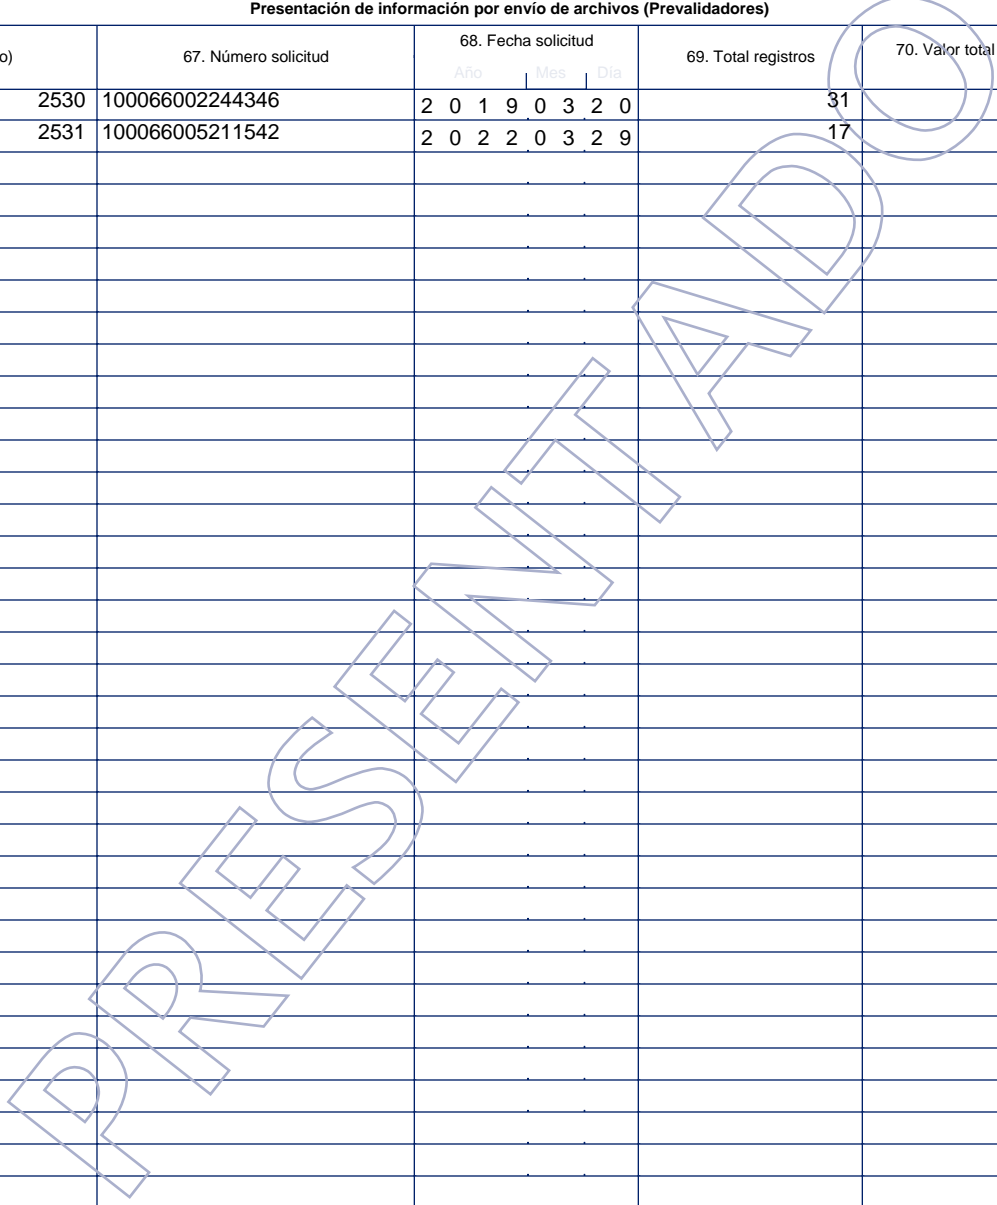 Presentación de información por envío de archivos (Prevalidadores)
o) 67. Número solicitud 68. Fecha solicitud 69. Total registros 70. Valor total
Año Mes Día
2530 100066002244346 2 0 1 9 0 3 2 0 31
2531 100066005211542 2 0 2 2 0 3 2 9 17
PRESENTADO